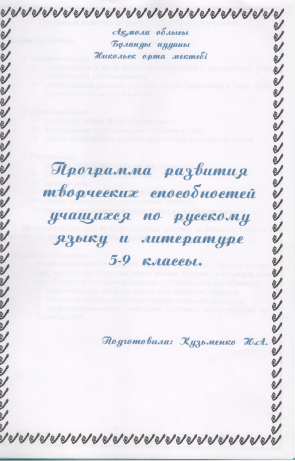 Ақмола облысы
Бұланды ауданы
Никольск орта мектебі
Программа развития
творческих способностей
учащихся по русскому
языку и литературе
5-9 классы.
Подготовила: Кузьменко Н.А.